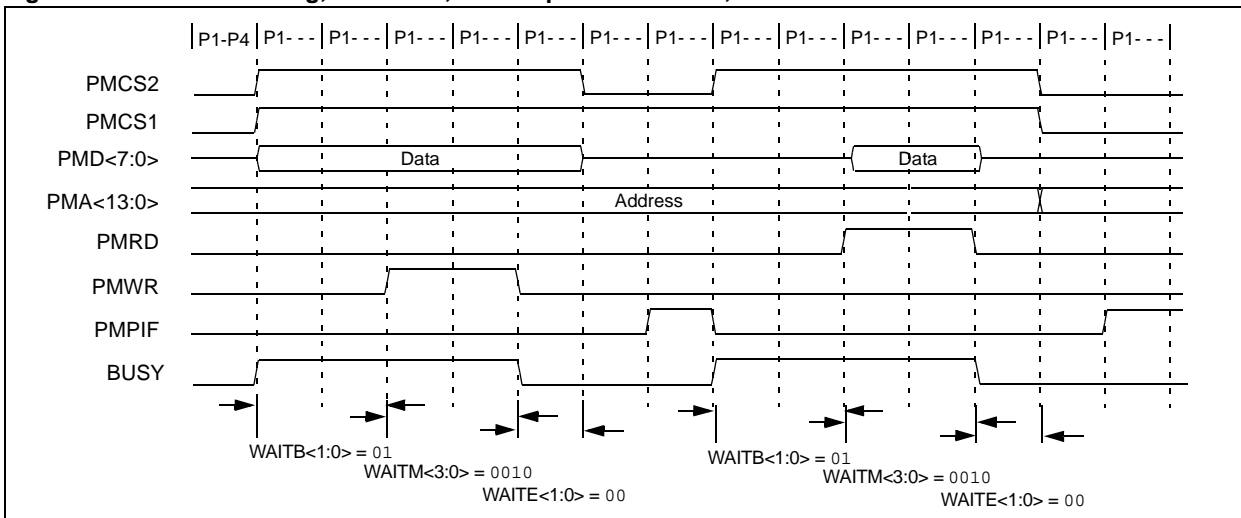 P1-P4 P1- - - P1- - - P1- - - P1- - - P1- - - P1- - - P1- - - P1- - - P1- - - P1- - - P1- - - P1- - - P1- - - P1- - -
PMCS2
PMCS1
PMD<7:0> Data Data
PMA<13:0> Address
PMRD
PMWR
PMPIF
BUSY
WAITB<1:0> = 01 WAITB<1:0> = 01
WAITM<3:0> = 0010 WAITM<3:0> = 0010
WAITE<1:0> = 00 WAITE<1:0> = 00